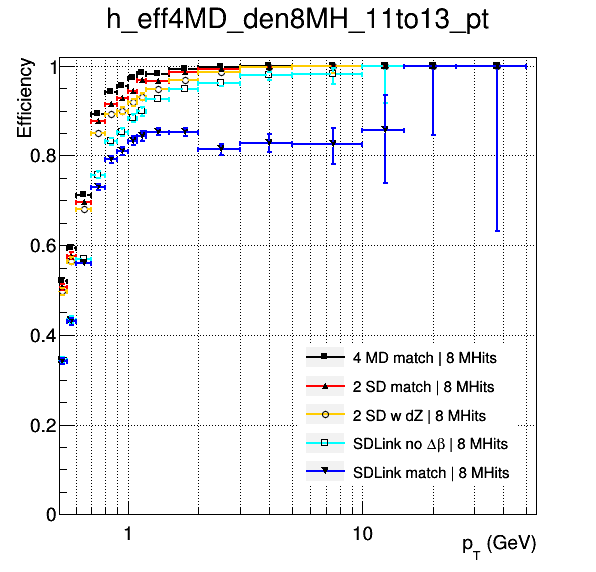 h_eff4MD_den8MH_11to13_pt
Efficiency
1
0.8
0.6
0.4
0.2
0
4 MD match | 8 MHits
2 SD match | 8 MHits
2 SD w dZ | 8 MHits
SDLink no Δβ | 8 MHits
SDLink match | 8 MHits
1
10
p_T (GeV)